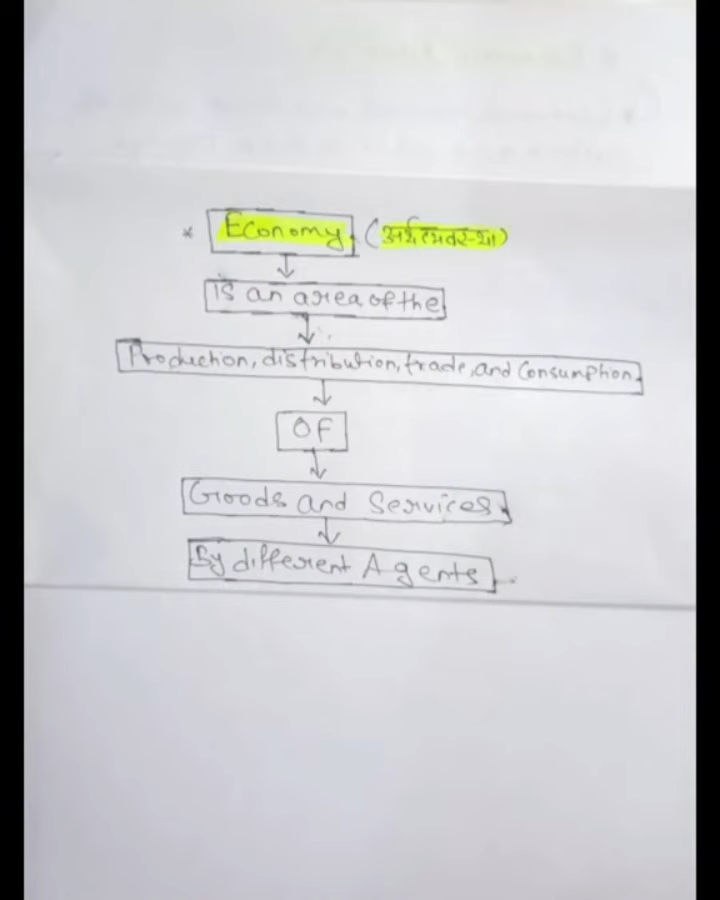 * Economy (अर्थव्यवस्था)
is an area of the
Production, distribution, trade, and Consumption
OF
Goods and Services
By different Agents